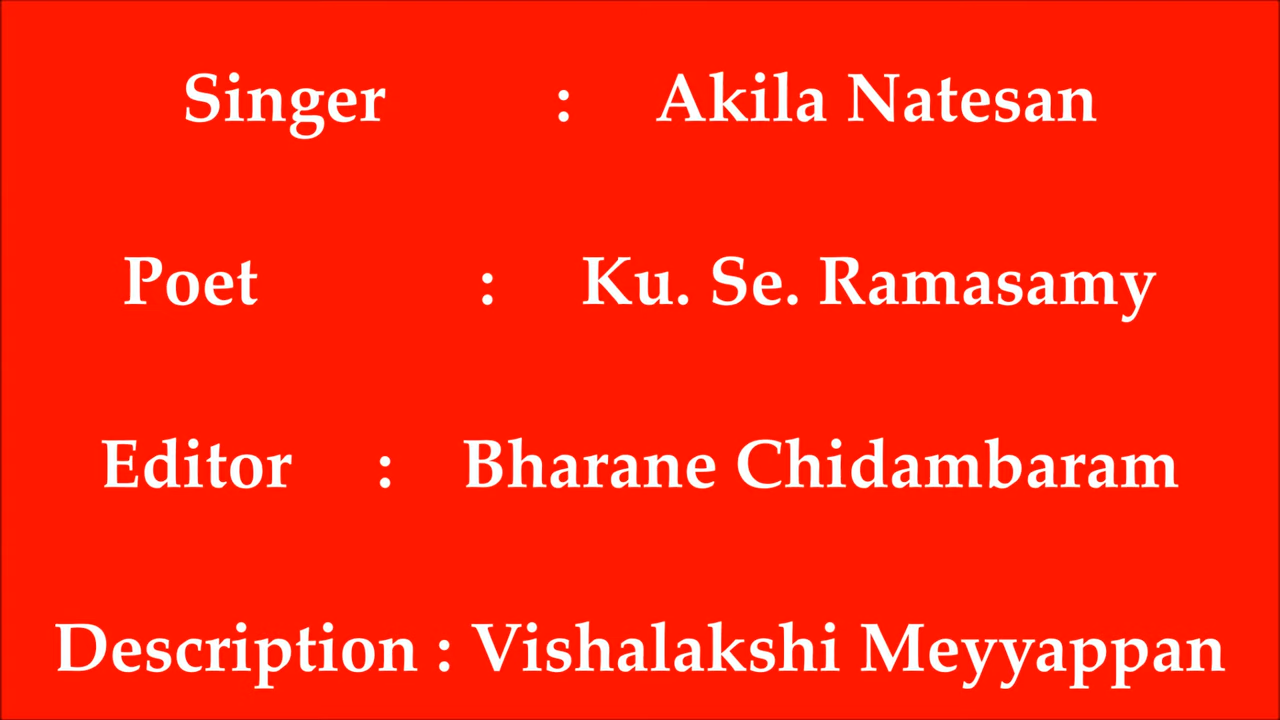 Singer : Akila Natesan
Poet : Ku. Se. Ramasamy
Editor : Bharane Chidambaram
Description : Vishalakshi Meyyappan